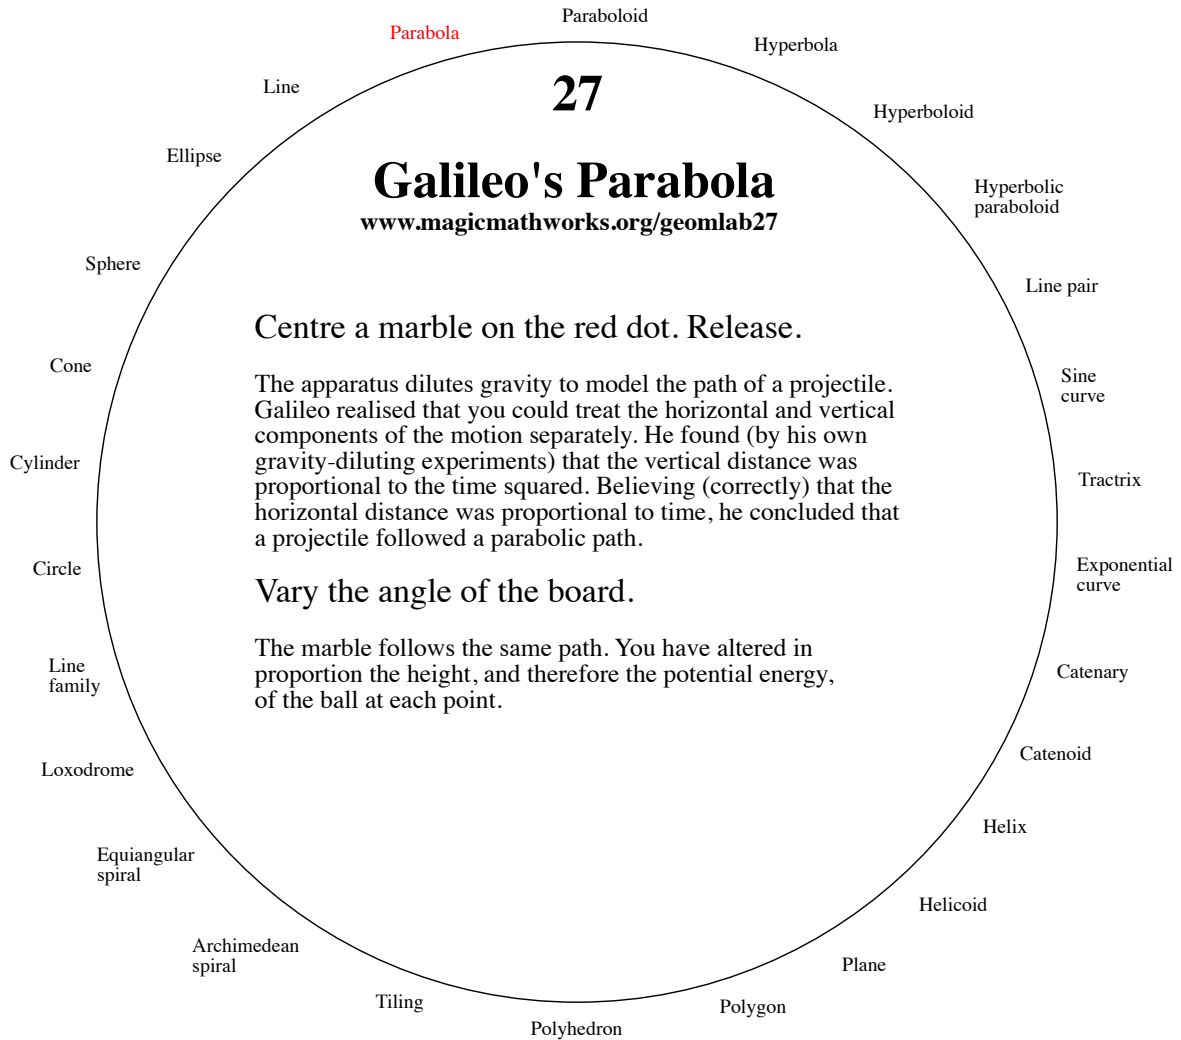 Paraboloid
Parabola
Hyperbola
Line
Hyperboloid
Ellipse
Hyperbolic
paraboloid
Sphere
Line pair
Cone
Sine
curve
Cylinder
Tractrix
Circle
Exponential
curve
Line
family
Catenary
Loxodrome
Catenoid
Equiangular
spiral
Helix
Archimedean
spiral
Helicoid
Tiling
Plane
Polyhedron
Polygon
27
Galileo's Parabola
www.magicmathworks.org/geomlab27
Centre a marble on the red dot. Release.
The apparatus dilutes gravity to model the path of a projectile.
Galileo realised that you could treat the horizontal and vertical
components of the motion separately. He found (by his own
gravity-diluting experiments) that the vertical distance was
proportional to the time squared. Believing (correctly) that the
horizontal distance was proportional to time, he concluded that
a projectile followed a parabolic path.
Vary the angle of the board.
The marble follows the same path. You have altered in
proportion the height, and therefore the potential energy,
of the ball at each point.